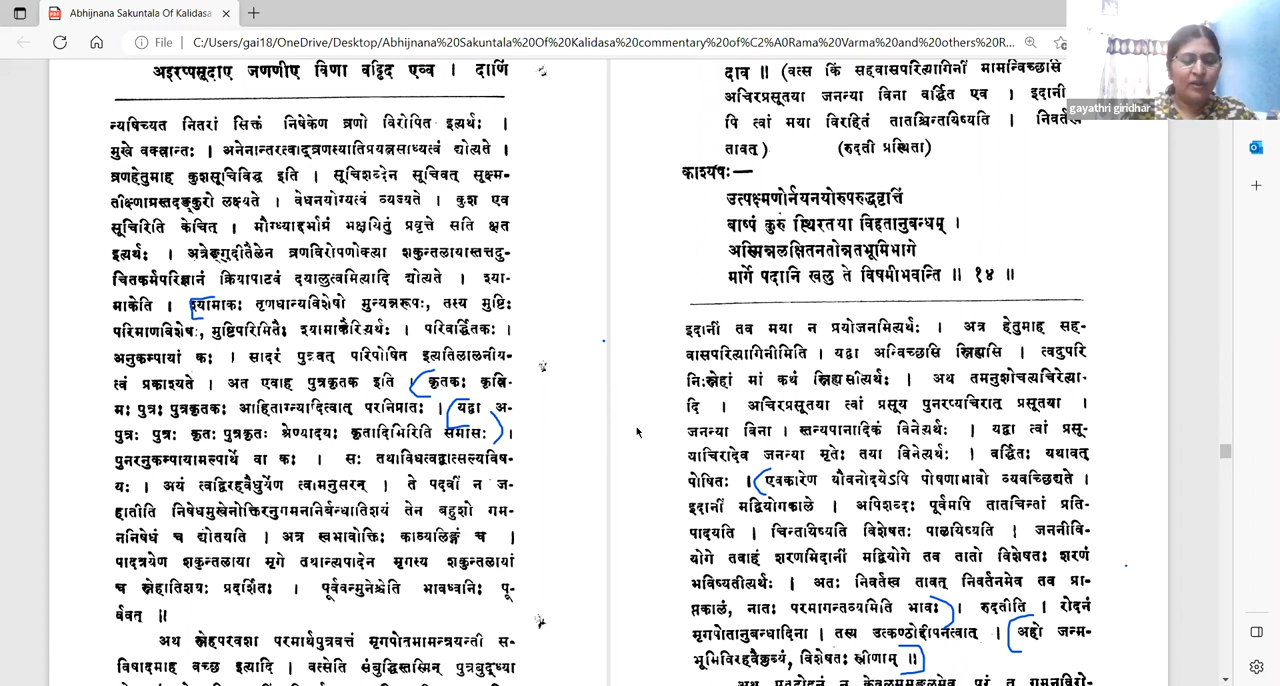 Abhijnana Sakuntala Of Kalidasa
File
C:/Users/gai18/OneDrive/Desktop/Abhijnana%20Sakuntala%20Of%20Kalidasa%20commentary%20of%C2%A0Rama%20Varma%20and%20others%20R...
gayathri giridhar
अइरप्पसूदाए जणणीए विणा वड्ढिद एव्व । दाणिं
न्यषिच्यत नितरां सिक्तं निषेकेण व्रणो विरोपित इत्यर्थः ।
मुखे वक्त्रान्तः । अनेनान्तरत्वाद्व्रणस्यातिप्रयत्नसाध्यत्वं द्योत्यते ।
व्रणहेतुमाह कुशसूचिविद्ध इति । सूचिशब्देन सूचिवत् सूक्ष्म-
तीक्ष्णाग्रस्तदङ्कुरो लक्ष्यते । वेधनयोग्यत्वं व्यज्यते । कुश एव
सूचिरिति केचित् । मौग्ध्याद्दर्भाग्रं भक्षयितुं प्रवृत्ते सति क्षत
इत्यर्थः । अत्रेङ्गुदीतैलेन व्रणविरोपणोक्त्या शकुन्तलायास्तत्तदु-
चितकर्मपरिज्ञानं क्रियापाटवं दयालुत्वमित्यादि द्योत्यते । श्या-
माकेति । श्यामाकः तृणधान्यविशेषो मुन्यन्नरूपः, तस्य मुष्टिः
परिमाणविशेषः, मुष्टिपरिमितैः श्यामाकैरित्यर्थः । परिवर्द्धितकः ।
अनुकम्पायां कः । सादरं पुत्रवत् परिपोषित इत्यतिलालनीय-
त्वं प्रकाश्यते । अत एवाह पुत्रकृतक इति । कृतकः कृत्रि-
मः पुत्रः पुत्रकृतकः आहिताग्न्यादित्वात् परनिपातः । यद्वा अ-
पुत्रः पुत्रः कृतः पुत्रकृतः श्रेण्यादयः कृतादिभिरिति समासः ।
पुनरनुकम्पायामल्पार्थे वा कः । सः तथाविधत्वद्वात्सल्यविष-
यः । अयं त्वद्विरहवैधुर्येण त्वामनुसरन् । ते पदवीं न ज-
हातीति निषेधमुखेनोक्तिरनुगमननिर्बन्धातिशयं तेन बहुशो गम-
ननिषेधं च द्योतयति । अत्र स्वभावोक्तिः काव्यलिङ्गं च ।
पादत्रयेण शकुन्तलाया मृगे तथान्त्यपादेन मृगस्य शकुन्तलायां
च स्नेहातिशयः प्रदर्शितः । पूर्ववन्मुनेश्चेति भावध्वनिः पू-
र्ववत् ॥
अथ स्नेहपरवशा परमार्थपुत्रवत्तं मृगपोतमामन्त्रयन्ती स-
विषादमाह वच्छ इत्यादि । वत्सेति संबुद्धिस्तस्मिन् पुत्रबुद्ध्या
दाव ॥ (वत्स किं सहवासपरित्यागिनीं मामन्विच्छसि
अचिरप्रसूतया जनन्या विना वर्द्धित एव । इदानी
पि त्वां मया विरहितं तातश्चिन्तयिष्यति । निवर्तस्व
तावत् ) (रुदती प्रस्थिता)
काश्यपः—
उत्पक्ष्मणोर्नयनयोरुपरुद्धवृत्तिं
बाष्पं कुरु स्थिरतया विहतानुबन्धम् ।
अस्मिन्नलक्षितनतोन्नतभूमिभागे
मार्गे पदानि खलु ते विषमीभवन्ति ॥ १४ ॥
इदानीं तव मया न प्रयोजनमित्यर्थः । अत्र हेतुमाह सह-
वासपरित्यागिनीमिति । यद्वा अन्विच्छसि स्निह्यसि । त्वदुपरि
निःस्नेहां मां कथं स्निह्यसीत्यर्थः । अथ तमनुशोचत्यचिरेत्या-
दि । अचिरप्रसूतया त्वां प्रसूय पुनरप्यचिरात् प्रसूतया ।
जनन्या विना । स्तन्यपानादिकं विनेत्यर्थः । यद्वा त्वां प्रसू-
याचिरादेव जनन्या मृतेः तया विनेत्यर्थः । वर्द्धितः यथावत्
पोषितः । एवकारेण यौवनोदयेऽपि पोषणाभावो व्यवच्छिद्यते ।
इदानीं मद्वियोगकाले । अपिशब्दः पूर्वमपि तातचिन्तां प्रति-
पादयति । चिन्तयिष्यति विशेषतः पालयिष्यति । जननीवि-
योगे तवाहं शरणमिदानीं मद्वियोगे तव तातो विशेषतः शरणं
भविष्यतीत्यर्थः । अतः निवर्तस्व तावत् निवर्तनमेव तव प्रा-
प्तकालं, नातः परमागन्तव्यमिति भावः । रुदतीति । रोदनं
मृगपोतानुबन्धादिना । तस्य उत्कण्ठोद्दीपनत्वात् । अहो जन्म-
भूमिविरहवैक्लब्यं, विशेषतः स्त्रीणाम् ॥